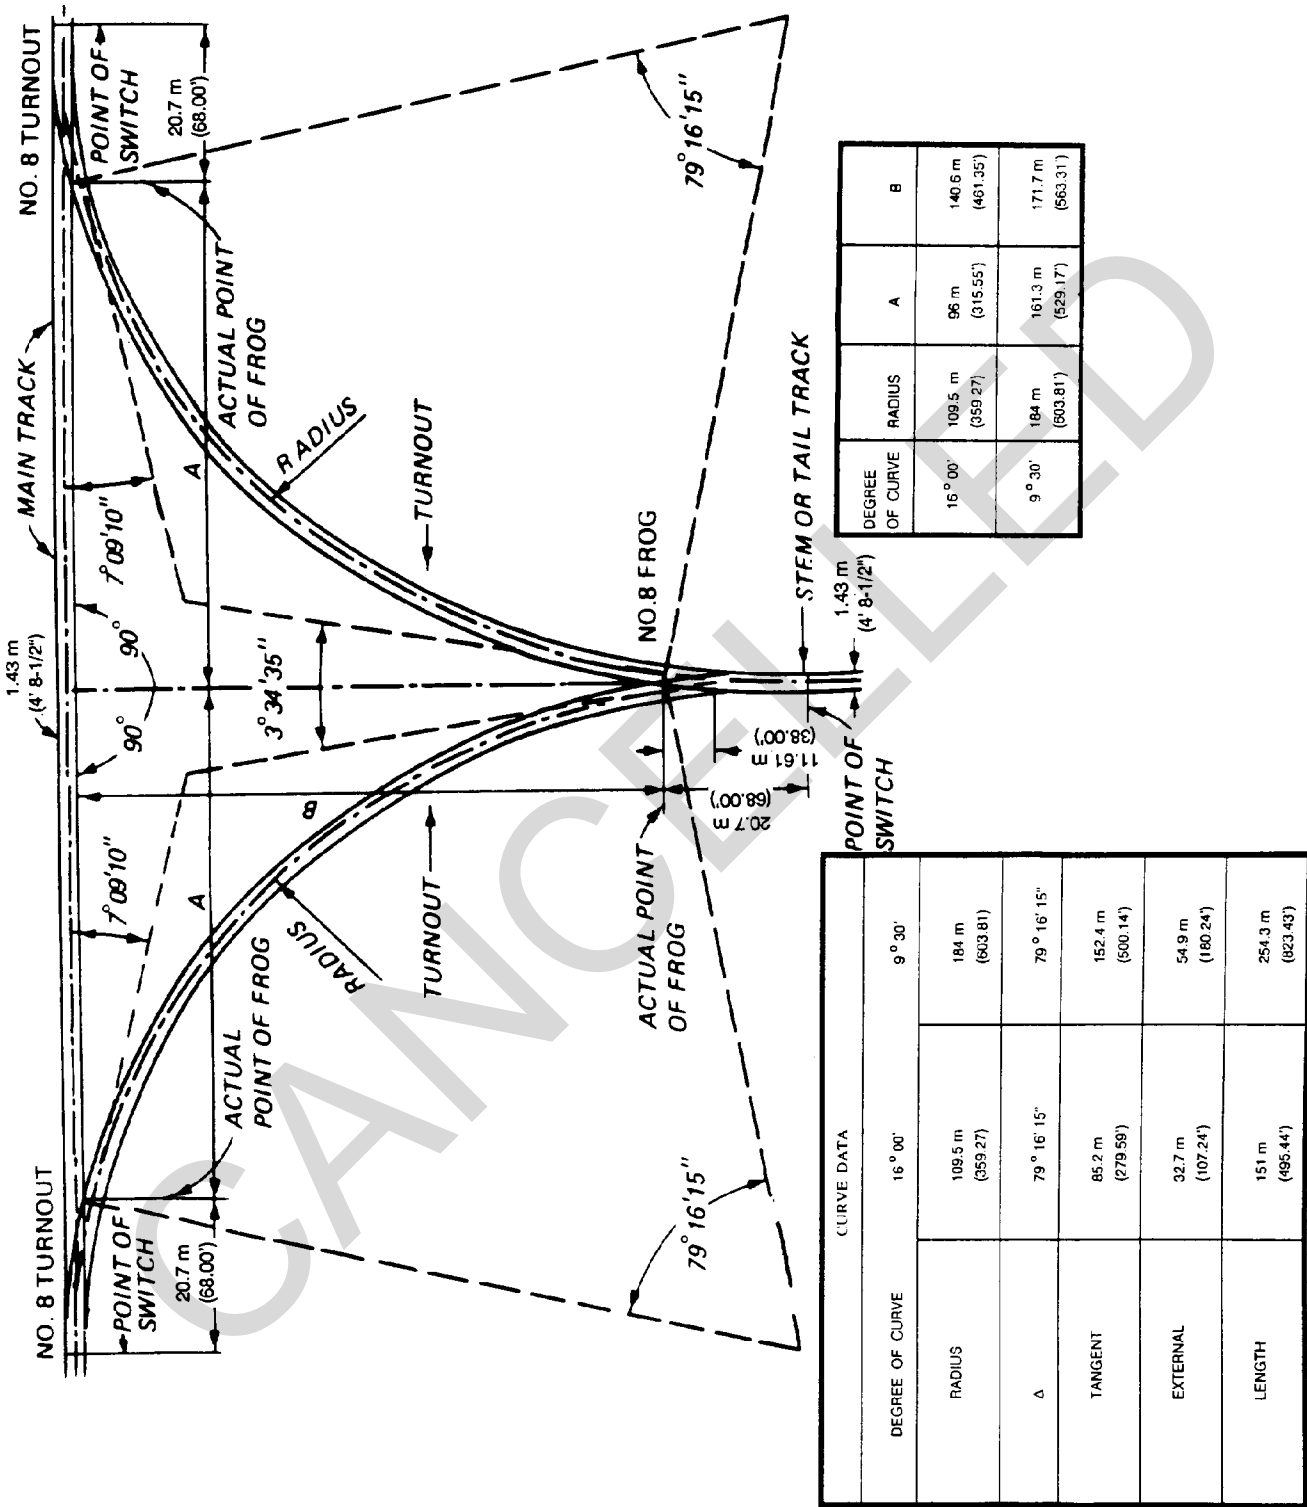 NO. 8 TURNOUT
POINT OF
SWITCH
20.7 m
(68.00')
ACTUAL
POINT OF FROG
7°09'10"
A
1.43 m
(4' 8-1/2")
MAIN TRACK
90°
90°
3°34'35"
7°09'10"
A
NO. 8 TURNOUT
POINT OF
SWITCH
20.7 m
(68.00')
ACTUAL POINT
OF FROG
RADIUS
RADIUS
B
TURNOUT
TURNOUT
79°16'15"
79°16'15"
ACTUAL POINT
OF FROG
NO.8 FROG
11.61 m
(38.00')
20.7 m
(68.00')
POINT OF
SWITCH
STEM OR TAIL TRACK
1.43 m
(4' 8-1/2")
DEGREE
OF CURVE RADIUS A B
16° 00' 109.5 m 96 m 140.6 m
(359.27) (315.55') (461.35')
9° 30' 184 m 161.3 m 171.7 m
(603.81') (529.17') (563.31')
CURVE DATA
DEGREE OF CURVE 16° 00' 9° 30'
RADIUS 109.5 m 184 m
(359.27) (603.81)
Δ 79° 16' 15" 79° 16' 15"
TANGENT 85.2 m 152.4 m
(279.59') (500.14')
EXTERNAL 32.7 m 54.9 m
(107.24') (180.24')
LENGTH 151 m 254.3 m
(495.44') (823.43')
CANCELLED